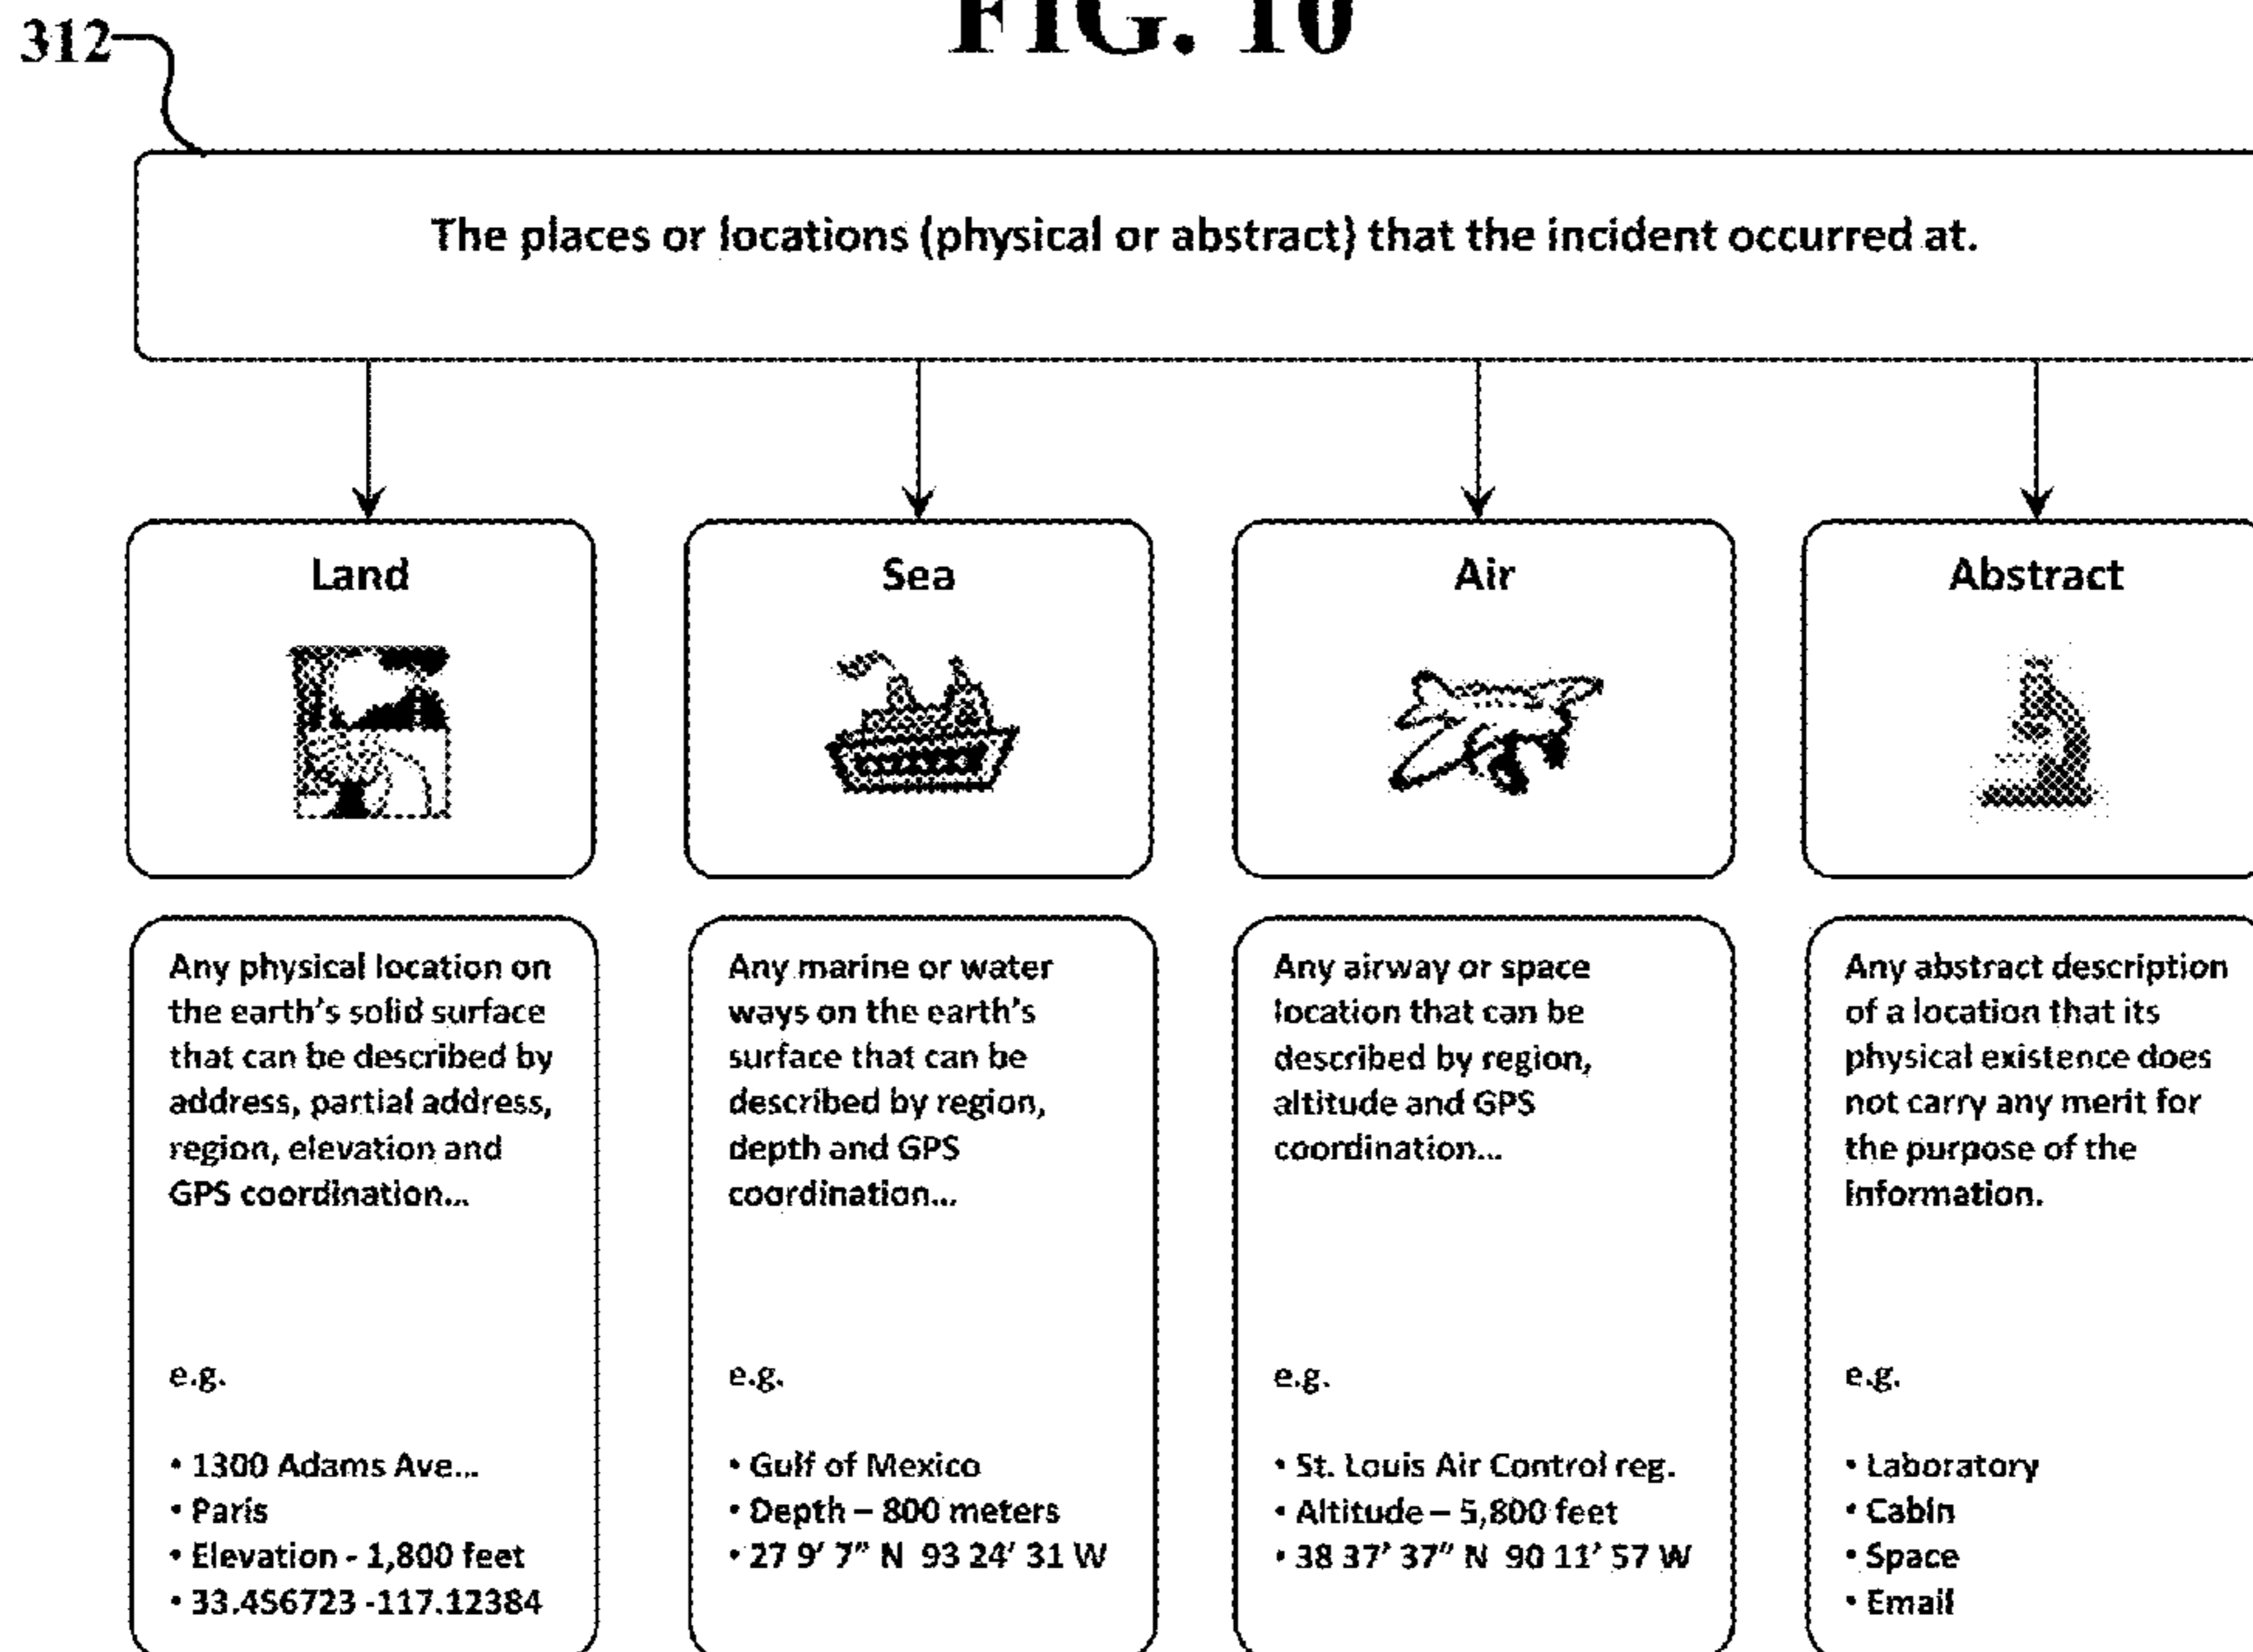 FIG. 10
312
The places or locations (physical or abstract) that the incident occurred at.
Land
Sea
Air
Abstract
Any physical location on
the earth's solid surface
that can be described by
address, partial address,
region, elevation and
GPS coordination...
e.g.
• 1300 Adams Ave...
• Paris
• Elevation - 1,800 feet
• 33.456723 -117.12384
Any marine or water
ways on the earth's
surface that can be
described by region,
depth and GPS
coordination...
e.g.
• Gulf of Mexico
• Depth – 800 meters
• 27 9' 7" N  93 24' 31 W
Any airway or space
location that can be
described by region,
altitude and GPS
coordination...
e.g.
• St. Louis Air Control reg.
• Altitude – 5,800 feet
• 38 37' 37" N  90 11' 57 W
Any abstract description
of a location that its
physical existence does
not carry any merit for
the purpose of the
information.
e.g.
• Laboratory
• Cabin
• Space
• Email